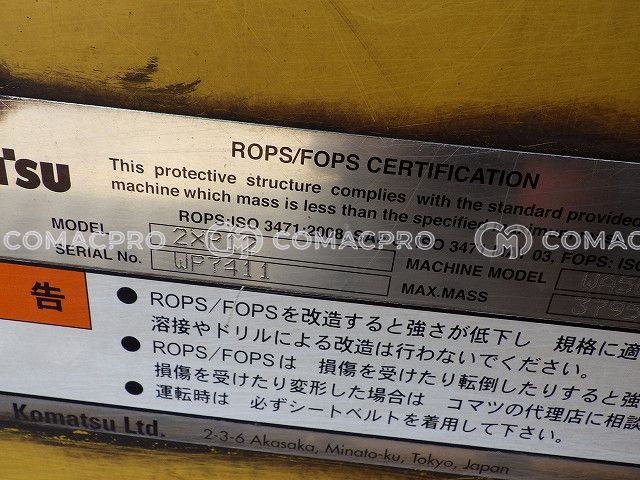 ROPS/FOPS CERTIFICATION
TSU
This protective structure complies with the standard provided
machine which mass is less than the specified
ROPS:ISO 3471:2008
COMACPRO COMACPRO COMAC
MODEL
SERIAL No. WP7411
MACHINE MODEL
MAX.MASS
告
● ROPS/FOPSを改造すると強さが低下し 規格に適
溶接やドリルによる改造は行わないでください。
● ROPS/FOPSは 損傷を受けたり転倒したりすると強
損傷を受けたり変形した場合は コマツの代理店に相談
● 運転時は 必ずシートベルトを着用して下さい。
Komatsu Ltd.
2-3-6 Akasaka, Minato-ku, Tokyo, Japan